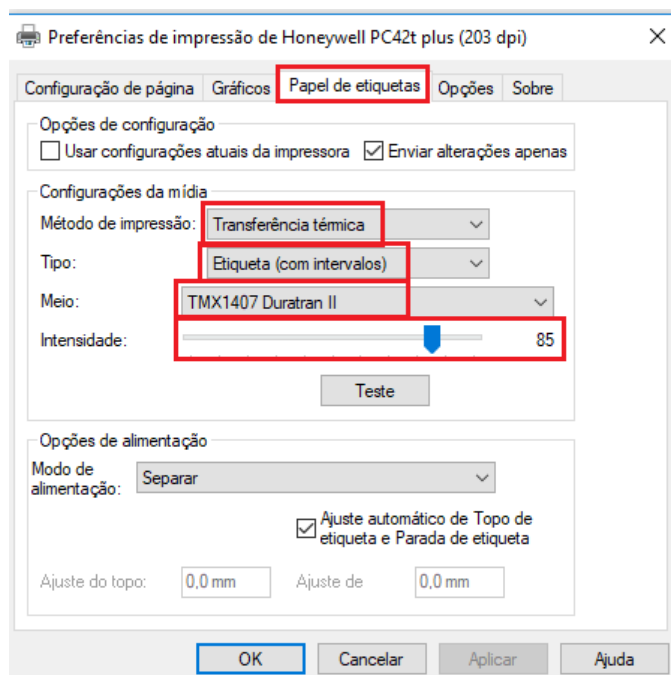 Preferências de impressão de Honeywell PC42t plus (203 dpi)
Configuração de página Gráficos Papel de etiquetas Opções Sobre
Opções de configuração
Usar configurações atuais da impressora Enviar alterações apenas
Configurações da mídia
Método de impressão: Transferência térmica
Tipo: Etiqueta (com intervalos)
Meio: TMX1407 Duratran II
Intensidade: 85
Teste
Opções de alimentação
Modo de
alimentação: Separar
Ajuste automático de Topo de
etiqueta e Parada de etiqueta
Ajuste do topo: 0,0 mm Ajuste de 0,0 mm
OK Cancelar Aplicar Ajuda